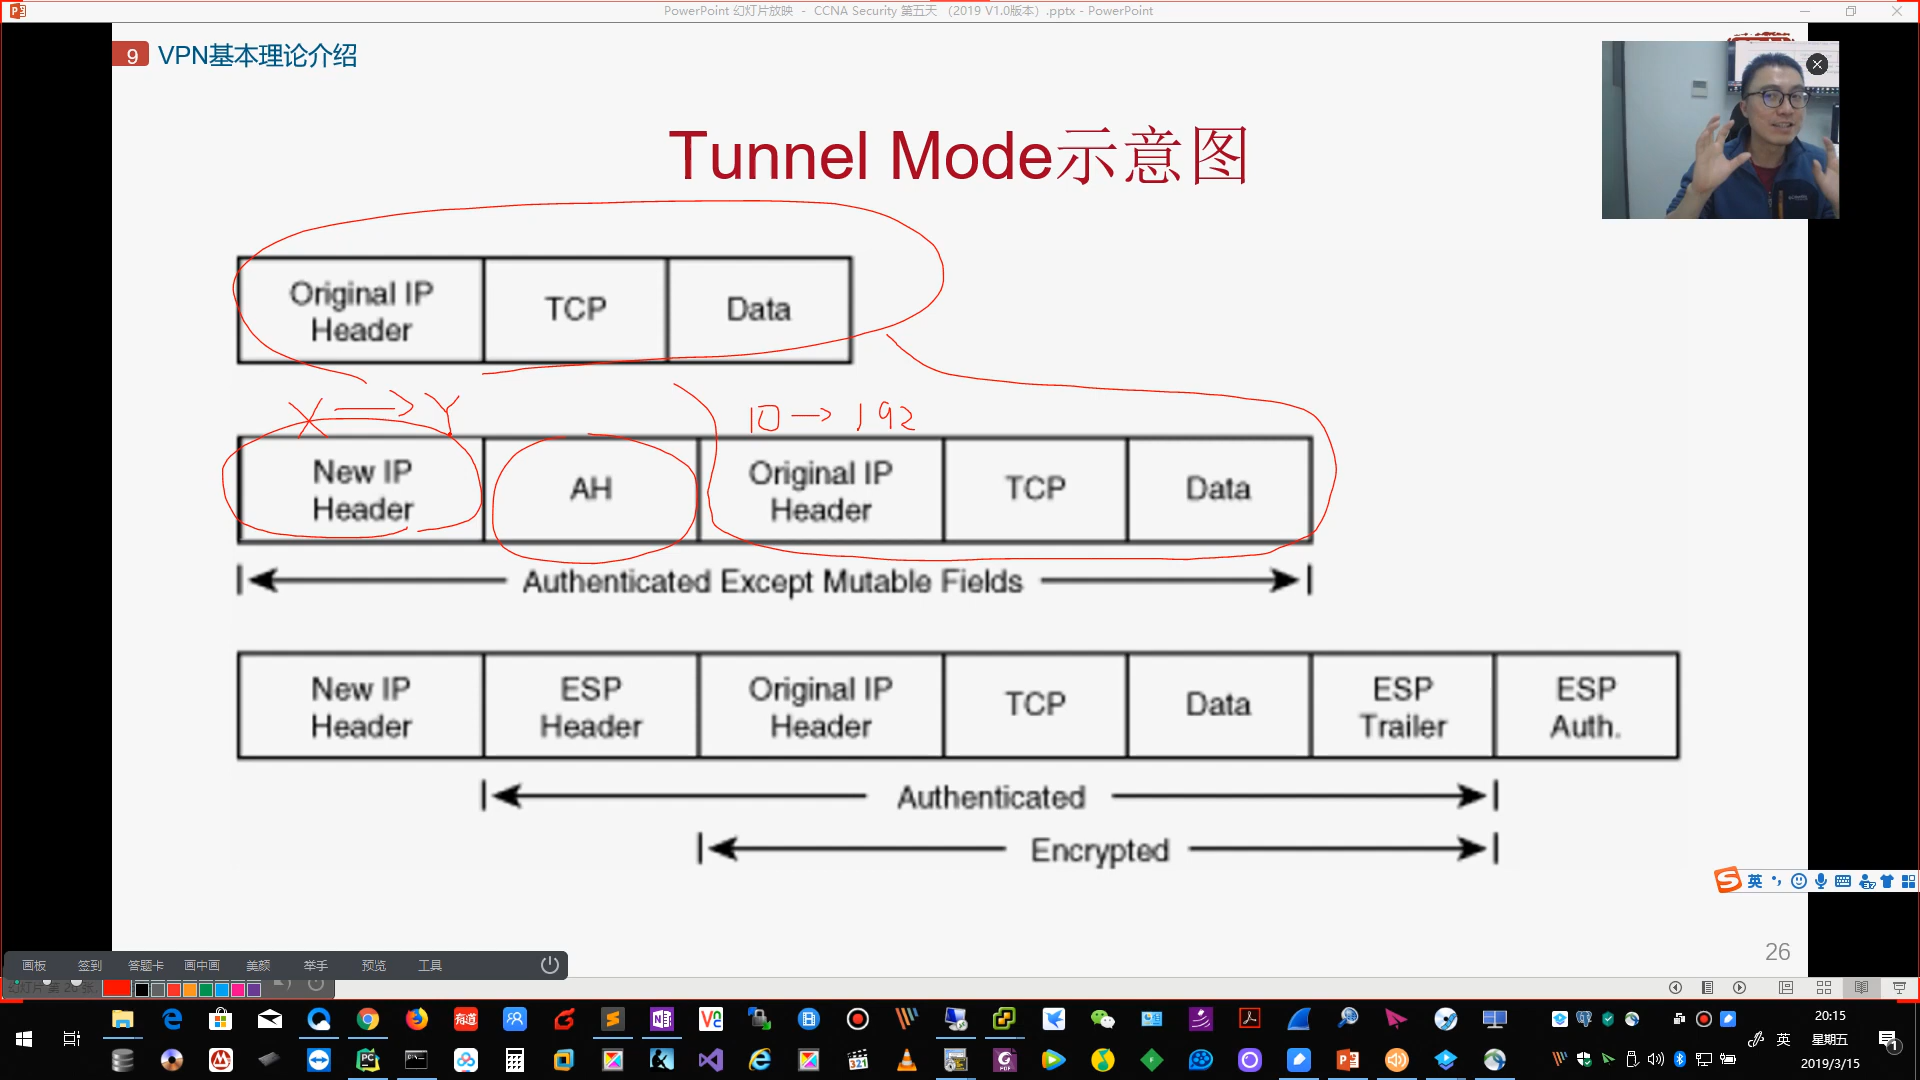 PowerPoint 幻灯片放映 - CCNA Security 第五天 （2019 V1.0版本）.pptx - PowerPoint
9 VPN基本理论介绍
Tunnel Mode示意图
Original IP Header TCP Data
X → Y 10 → 192
New IP Header AH Original IP Header TCP Data
Authenticated Except Mutable Fields
New IP Header ESP Header Original IP Header TCP Data ESP Trailer ESP Auth.
Authenticated
Encrypted
英
26
画板 签到 答题卡 画中画 美颜 举手 预览 工具
20:15
英 星期五
2019/3/15